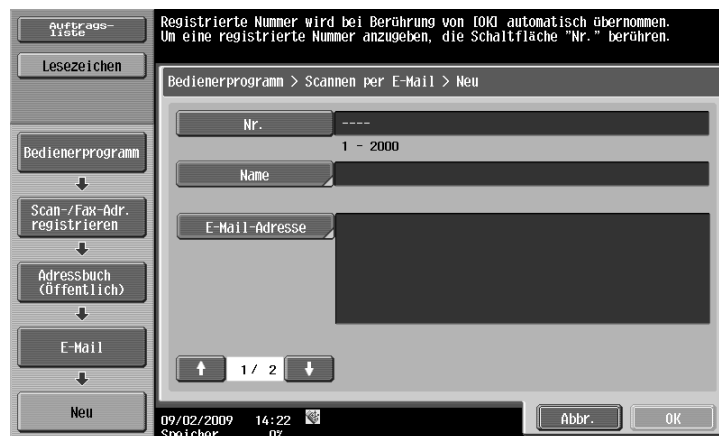 Auftrags-
liste
Lesezeichen
Registrierte Nummer wird bei Berührung von [OK] automatisch übernommen.
Um eine registrierte Nummer anzugeben, die Schaltfläche "Nr." berühren.
Bedienerprogramm > Scannen per E-Mail > Neu
Bedienerprogramm
Scan-/Fax-Adr.
registrieren
Adressbuch
(Öffentlich)
E-Mail
Neu
Nr.
----
1 - 2000
Name
E-Mail-Adresse
1/ 2
09/02/2009 14:22
Speicher 0%
Abbr.
OK